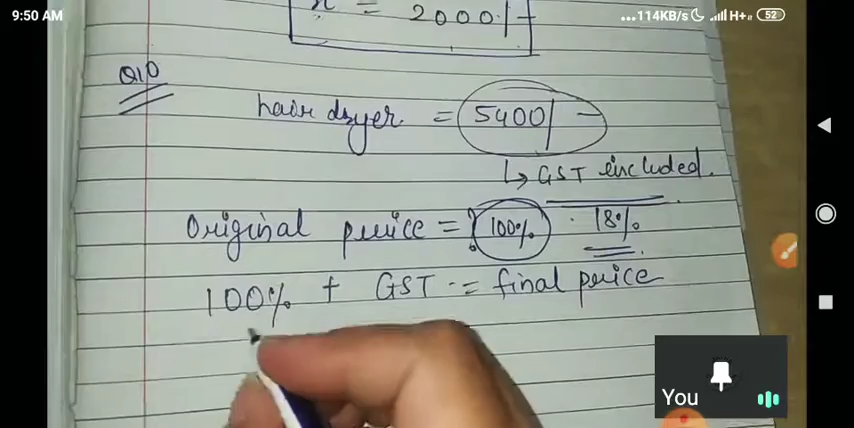 9:50 AM ...114KB/s H+ 52
x = 2000/-
Q10
hair dryer = 5400/-
↳ GST included.
Original price = ? 100% 18%
100% + GST = final price
You